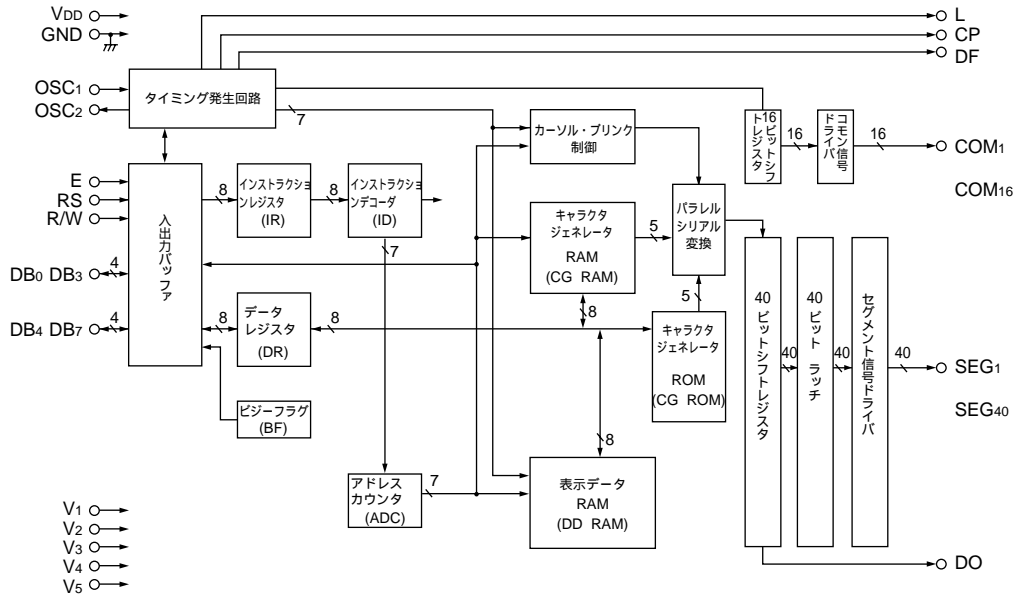 VDD
GND
OSC1
OSC2
タイミング発生回路
7
L
CP
DF
E
RS
R/W
DB0 DB3
4
DB4 DB7
4
入出力バッファ
8
インストラクショ
ンレジスタ
(IR)
8
インストラクショ
ンデコーダ
(ID)
7
8
データ
レジスタ
(DR)
8
ビジーフラグ
(BF)
アドレス
カウンタ
(ADC)
7
カーソル・ブリンク
制御
キャラクタ
ジェネレータ
RAM
(CG RAM)
5
8
パラレル
シリアル
変換
5
キャラクタ
ジェネレータ
ROM
(CG ROM)
8
表示データ
RAM
(DD RAM)
16ビットシフ
トレジスタ
16
コモン信号
ドライバ
16
COM1
COM16
40ビットシフトレジスタ
40
40ビット ラッチ
40
セグメント信号ドライバ
40
SEG1
SEG40
DO
V1
V2
V3
V4
V5